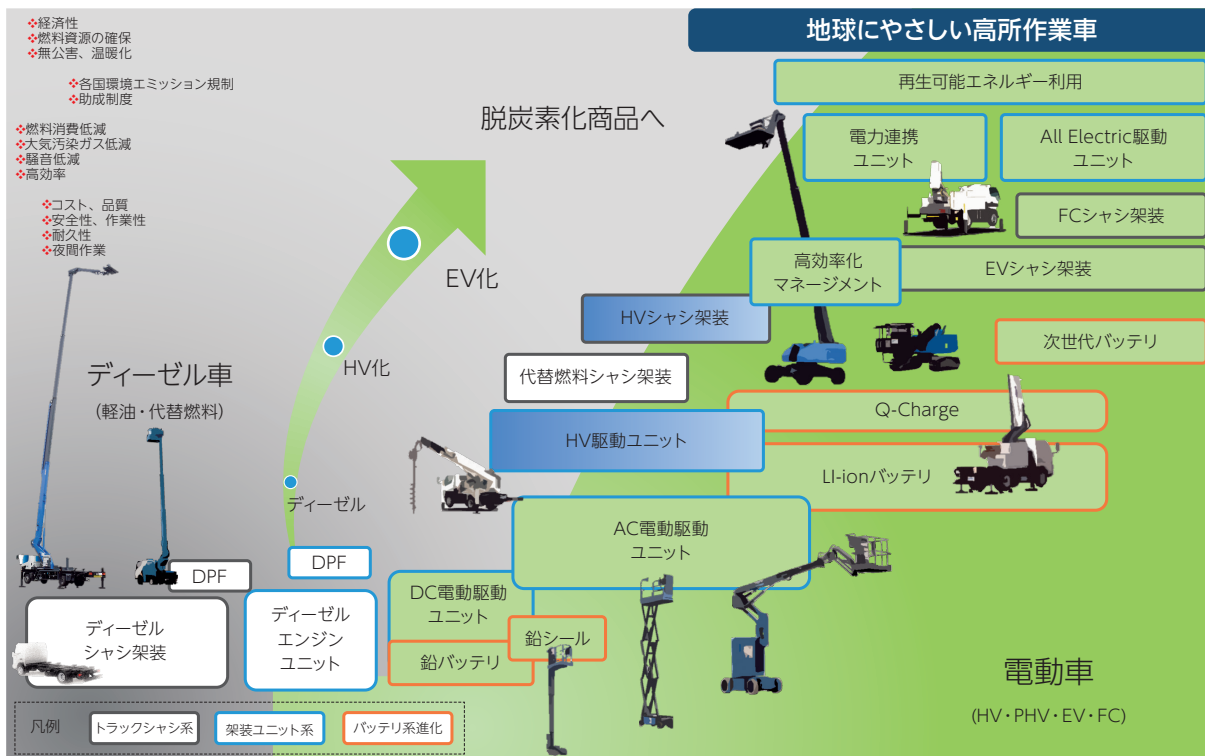 ❖経済性
❖燃料資源の確保
❖無公害、温暖化
❖各国環境エミッション規制
❖助成制度
❖燃料消費低減
❖大気汚染ガス低減
❖騒音低減
❖高効率
❖コスト、品質
❖安全性、作業性
❖耐久性
❖夜間作業
地球にやさしい高所作業車
再生可能エネルギー利用
脱炭素化商品へ
電力連携
ユニット
All Electric駆動
ユニット
FCシャシ架装
高効率化
マネージメント
EVシャシ架装
EV化
HVシャシ架装
次世代バッテリ
HV化
代替燃料シャシ架装
ディーゼル車
(軽油・代替燃料)
Q-Charge
HV駆動ユニット
LI-ionバッテリ
ディーゼル
AC電動駆動
ユニット
DPF
DPF
DC電動駆動
ユニット
ディーゼル
シャシ架装
ディーゼル
エンジン
ユニット
鉛シール
鉛バッテリ
電動車
(HV・PHV・EV・FC)
凡例
トラックシャシ系
架装ユニット系
バッテリ系進化